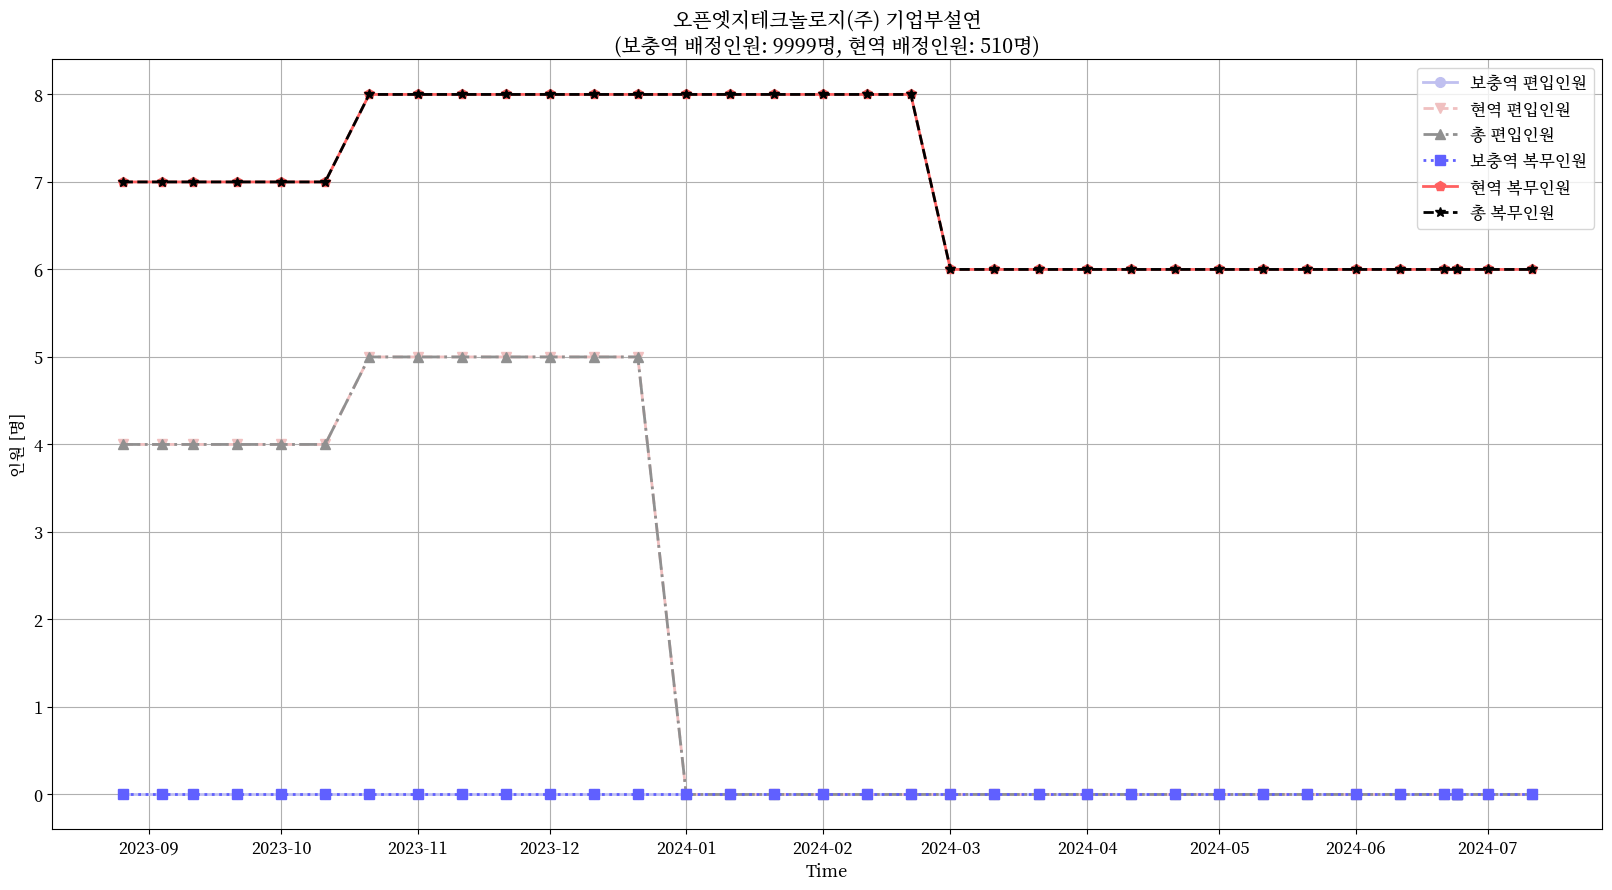 오픈엣지테크놀로지(주) 기업부설연
(보충역 배정인원: 9999명, 현역 배정인원: 510명)
보충역 편입인원
현역 편입인원
총 편입인원
보충역 복무인원
현역 복무인원
총 복무인원
인원 [명]
8
7
6
5
4
3
2
1
0
2023-09 2023-10 2023-11 2023-12 2024-01 2024-02 2024-03 2024-04 2024-05 2024-06 2024-07
Time